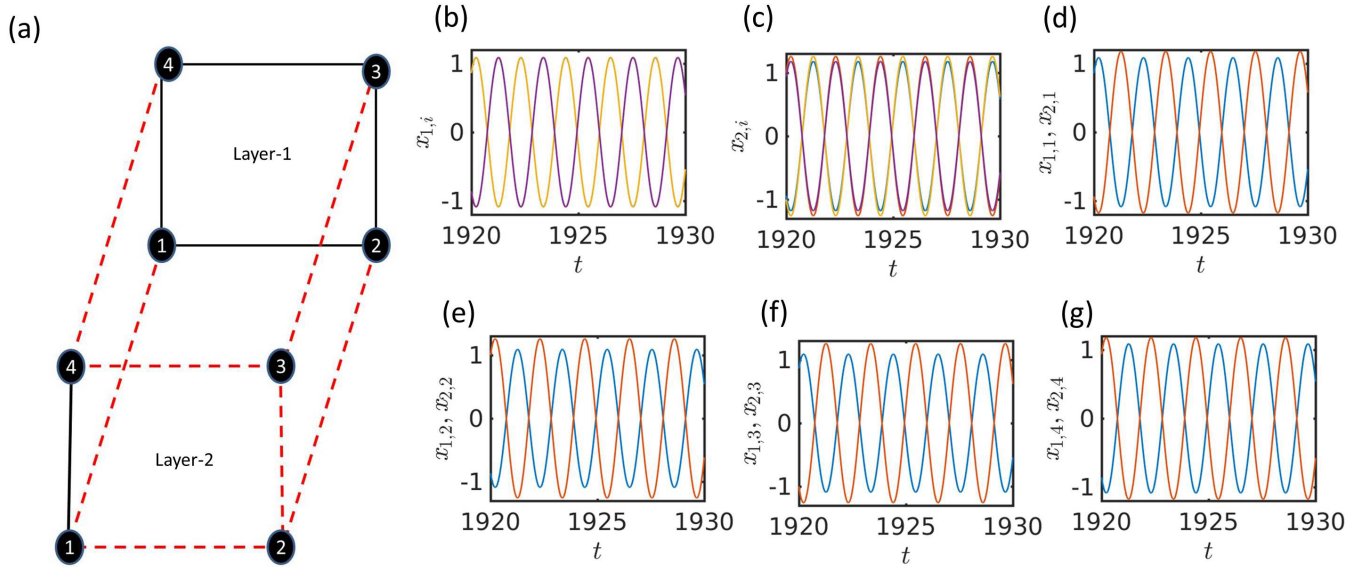 (a)
4
3
Layer-1
1
2
4
3
Layer-2
1
2
(b)
x₁,ᵢ
1
0
-1
1920 1925 1930
t
(c)
x₂,ᵢ
1
0
-1
1920 1925 1930
t
(d)
x₁,₁, x₂,₁
1
0
-1
1920 1925 1930
t
(e)
x₁,₂, x₂,₂
1
0
-1
1920 1925 1930
t
(f)
x₁,₃, x₂,₃
1
0
-1
1920 1925 1930
t
(g)
x₁,₄, x₂,₄
1
0
-1
1920 1925 1930
t